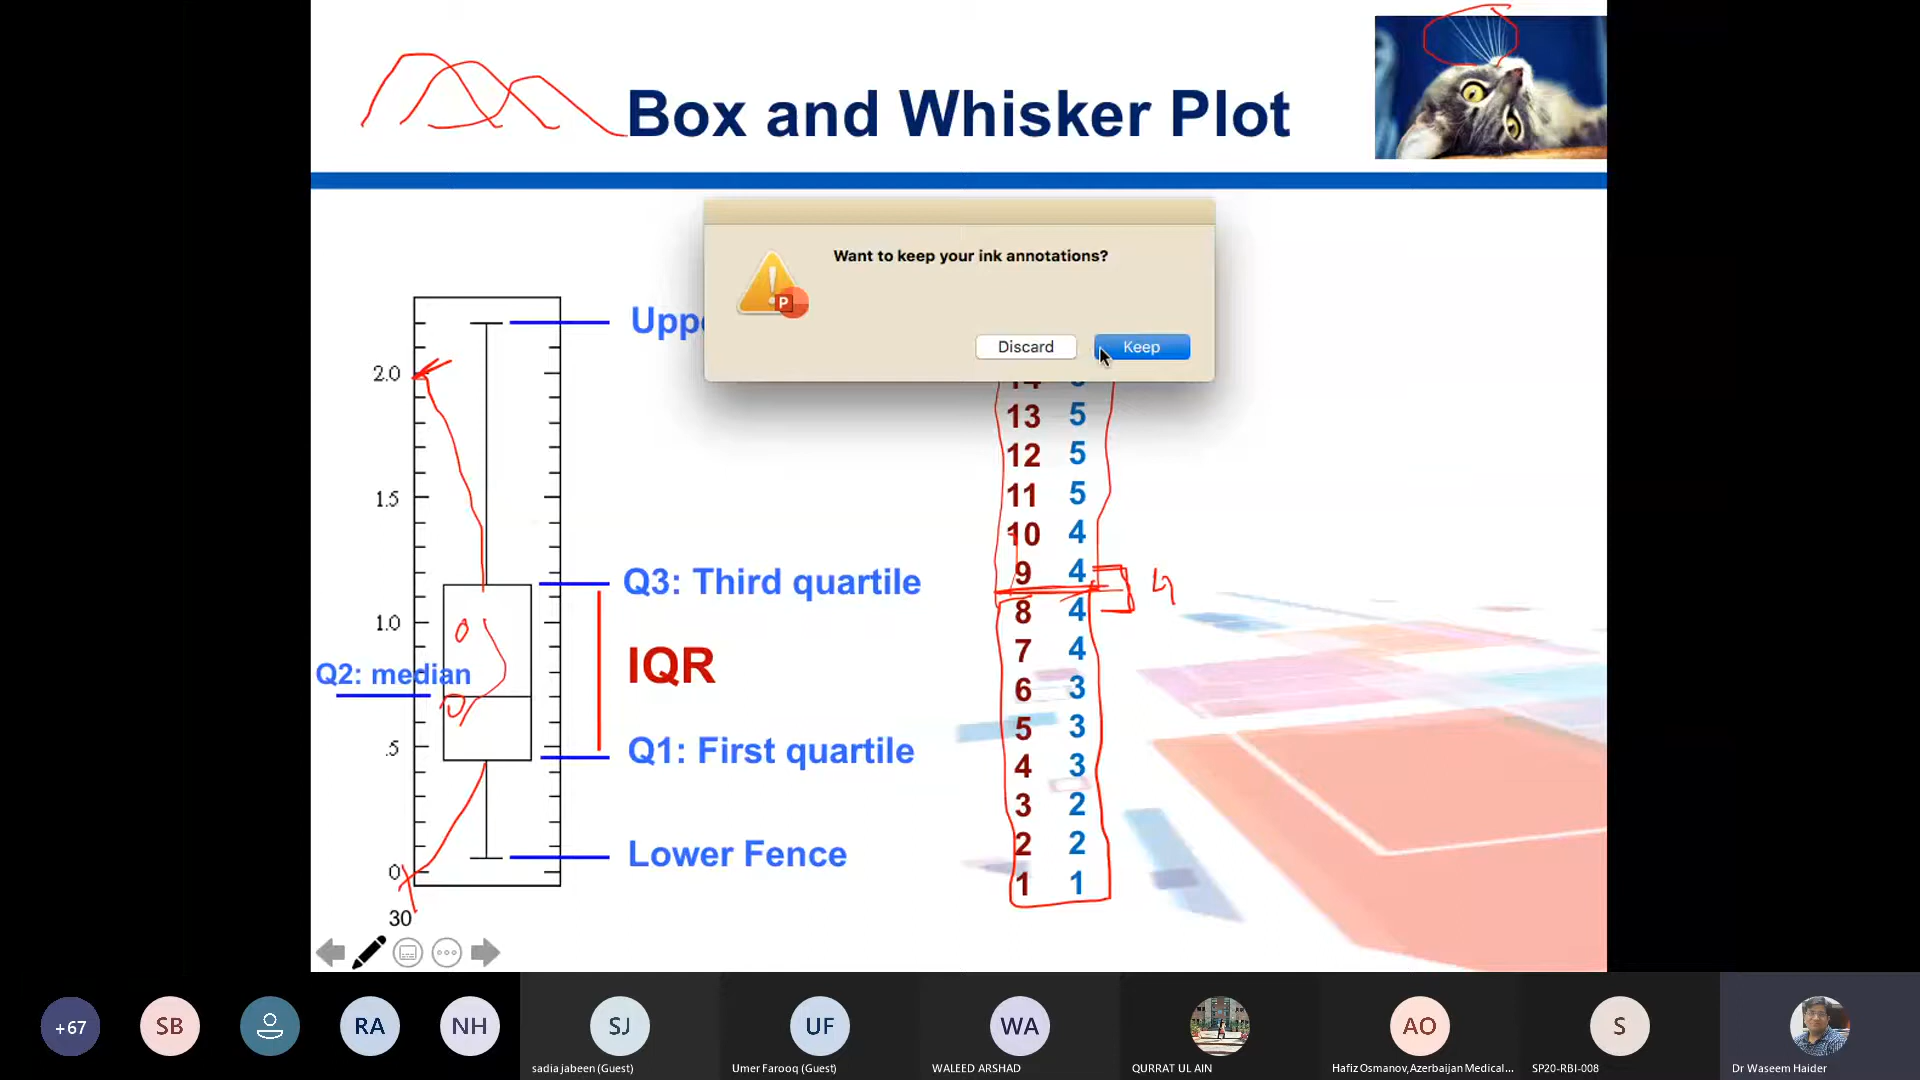 Box and Whisker Plot
Want to keep your ink annotations?
P
Discard
Keep
Upp
2.0
1.5
1.0
.5
0
30
Q3: Third quartile
IQR
Q2: median
Q1: First quartile
Lower Fence
13 5
12 5
11 5
10 4
9 4
4
8 4
7 4
6 3
5 3
4 3
3 2
2 2
1 1
+67
SB
RA
NH
SJ
UF
WA
AO
S
sadia jabeen (Guest)
Umer Farooq (Guest)
WALEED ARSHAD
QURRAT UL AIN
Hafiz Osmanov,Azerbaijan Medical...
SP20-RBI-008
Dr Waseem Haider